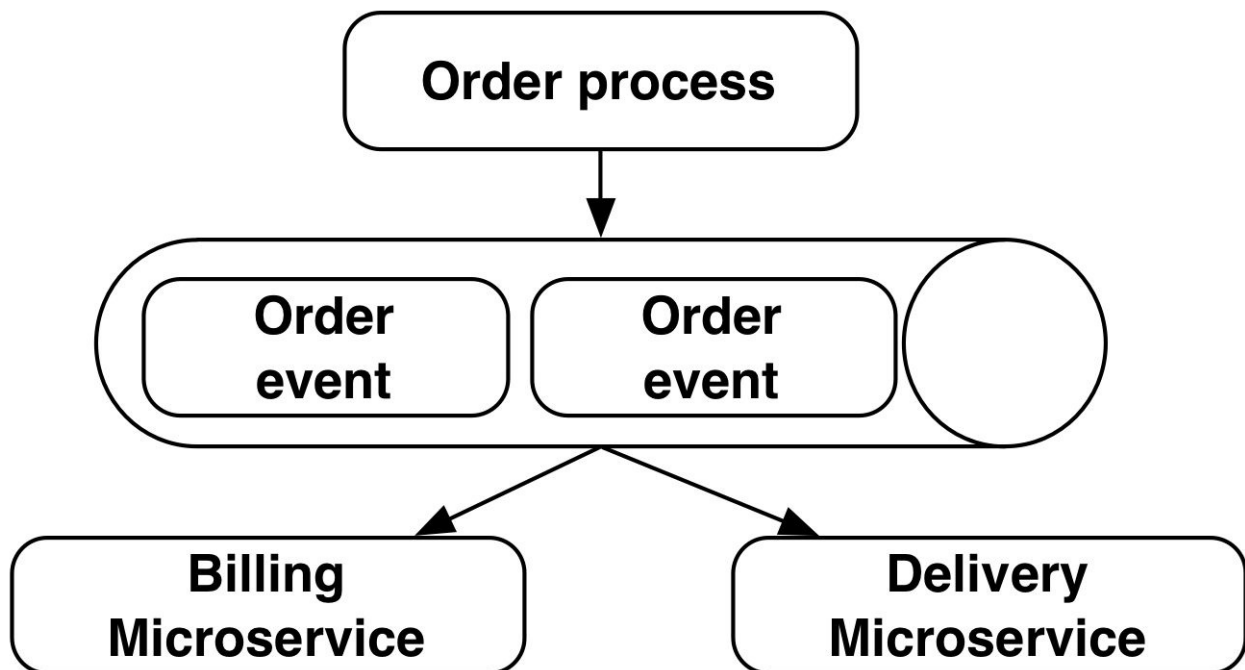 Order process
Order Order
event event
Billing
Microservice
Delivery
Microservice